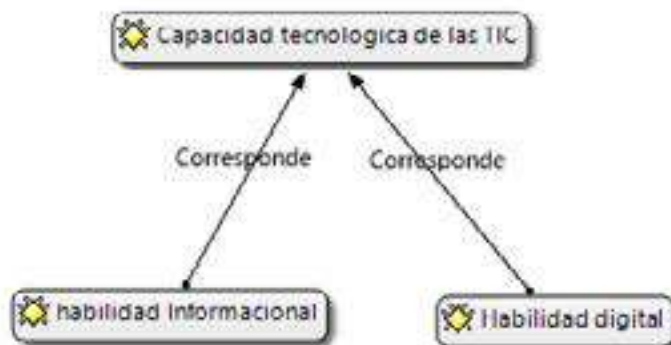 Capacidad tecnologica de las TIC
Corresponde
Corresponde
habilidad Informacional
Habilidad digital